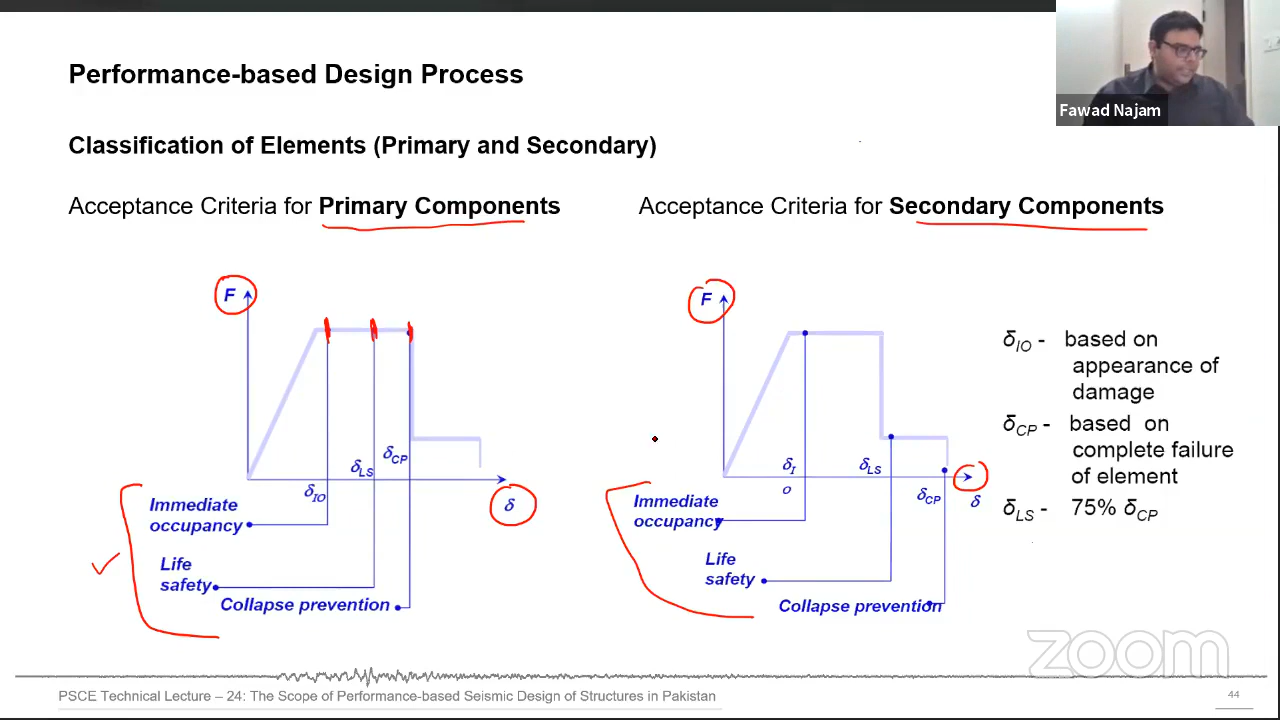 Performance-based Design Process
Fawad Najam
Classification of Elements (Primary and Secondary)
Acceptance Criteria for Primary Components
Acceptance Criteria for Secondary Components
F
δIO
δLS
δCP
δ
Immediate
occupancy
Life
safety
Collapse prevention
F
δI
O
δLS
δCP
δ
Immediate
occupancy
Life
safety
Collapse prevention
δIO - based on
appearance of
damage
δCP - based on
complete failure
of element
δLS - 75% δCP
zoom
PSCE Technical Lecture – 24: The Scope of Performance-based Seismic Design of Structures in Pakistan
44